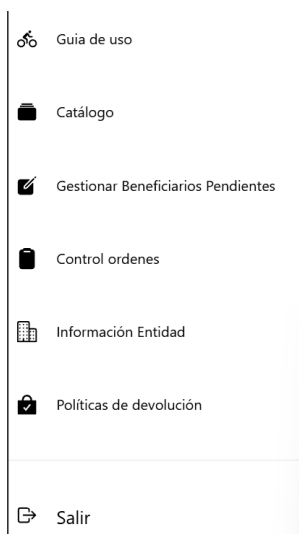 Guia de uso
Catálogo
Gestionar Beneficiarios Pendientes
Control ordenes
Información Entidad
Políticas de devolución
Salir